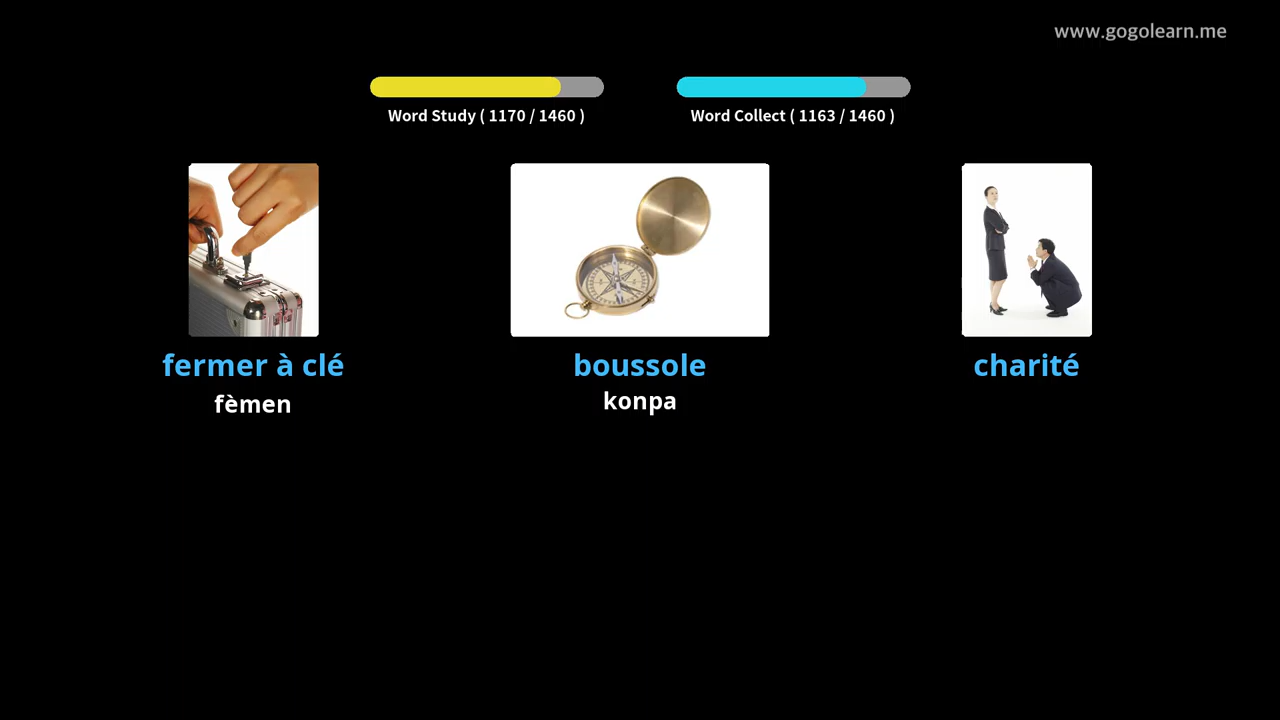 www.gogolearn.me
Word Study ( 1170 / 1460 )
Word Collect ( 1163 / 1460 )
fermer à clé
fèmen
boussole
konpa
charité